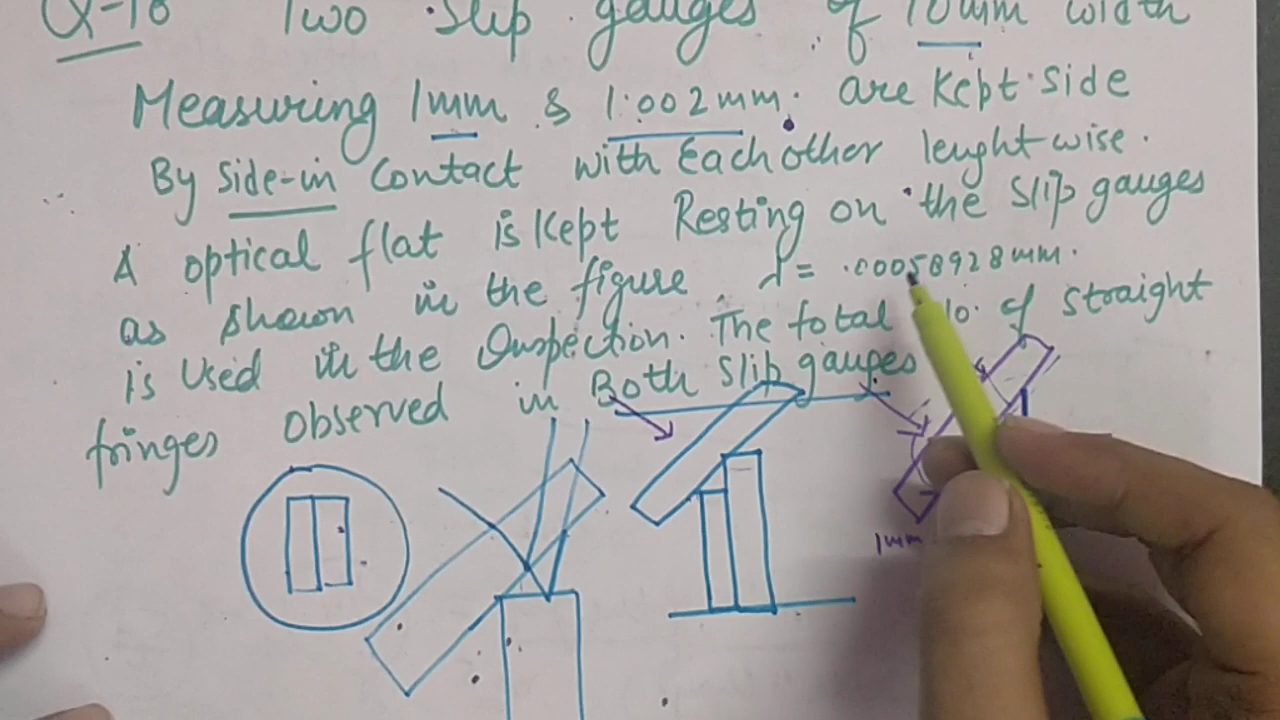 Q-18 Two Slip gauges of 10mm width
Measuring 1mm & 1.002mm. are Kept Side
By Side-in Contact with Each other lenght wise.
A optical flat is Kept Resting on the Slip gauges
as shown in the figure λ= .00058928mm.
is Used in the Inspection. The total no. of Straight
fringes observed in Both Slip gauges
1mm